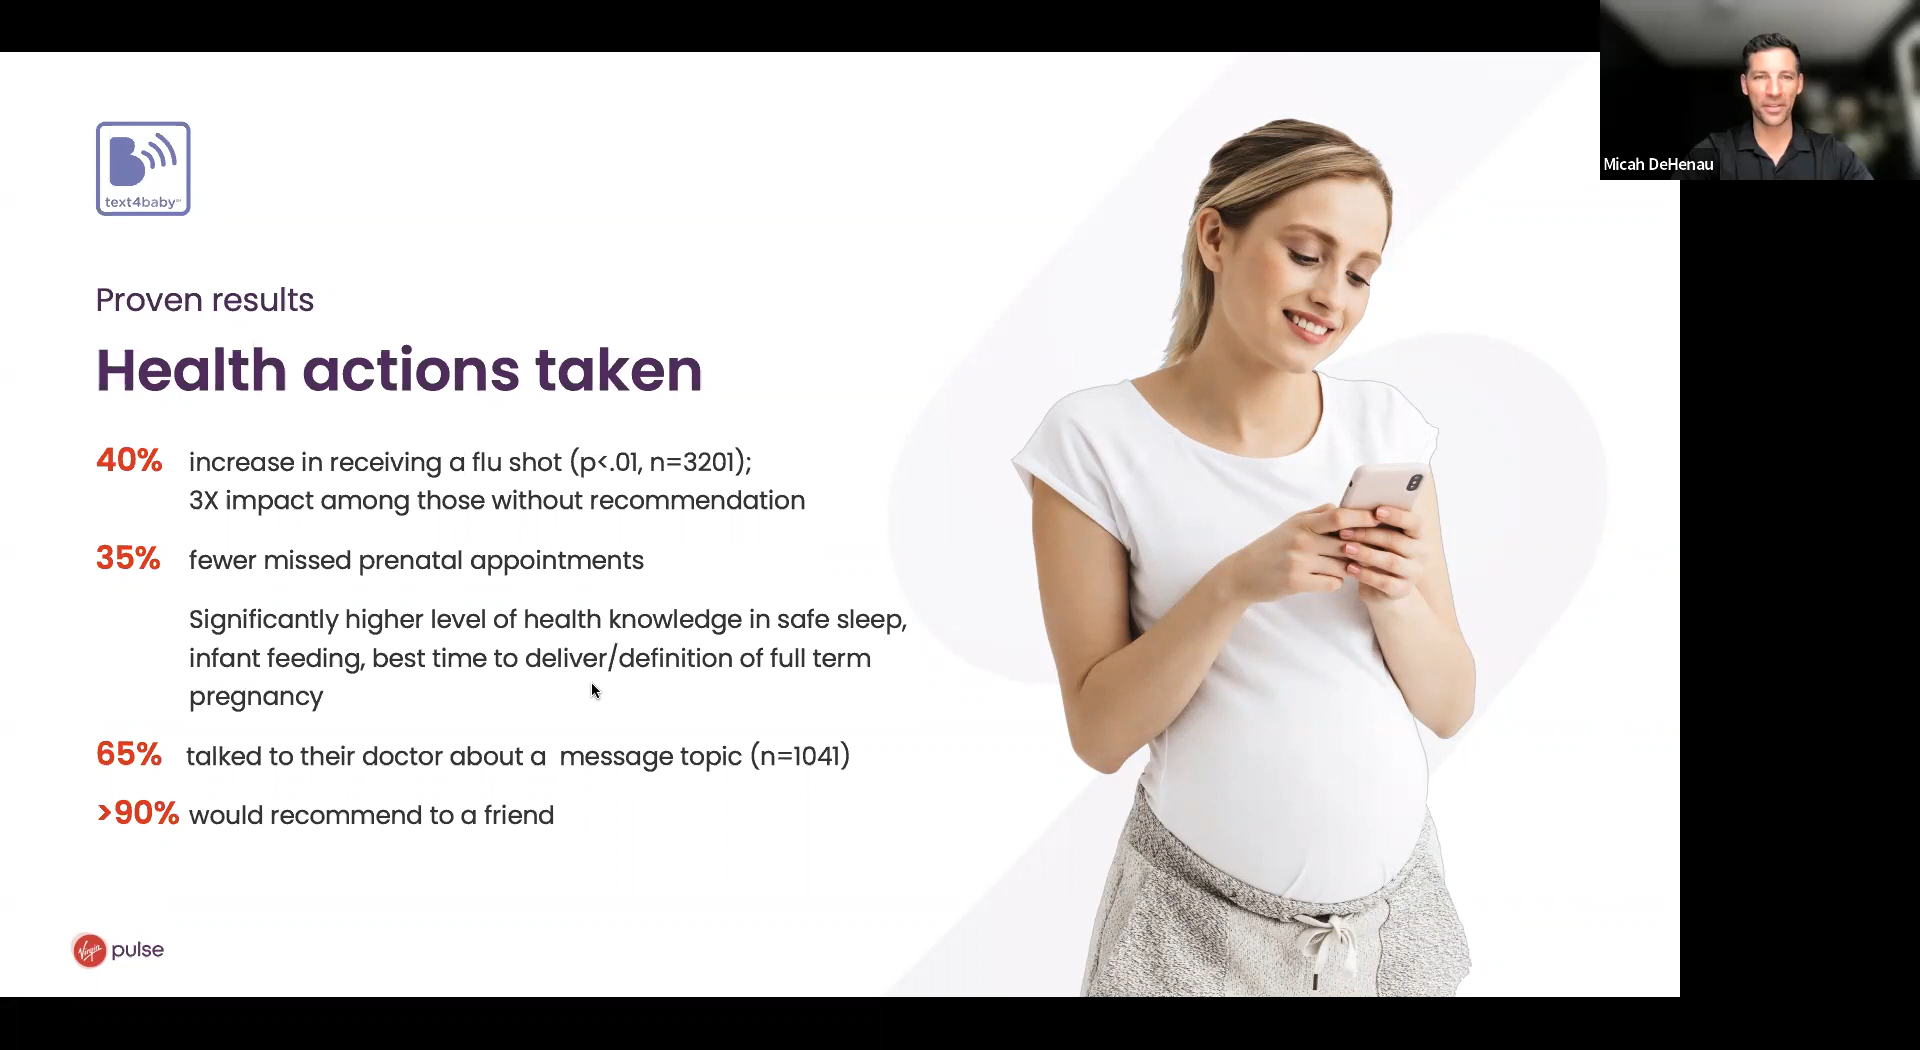 Micah DeHenau
B
text4baby
Proven results
Health actions taken
40% increase in receiving a flu shot (p<.01, n=3201);
3X impact among those without recommendation
35% fewer missed prenatal appointments
Significantly higher level of health knowledge in safe sleep,
infant feeding, best time to deliver/definition of full term
pregnancy
65% talked to their doctor about a  message topic (n=1041)
>90% would recommend to a friend
Virgin pulse